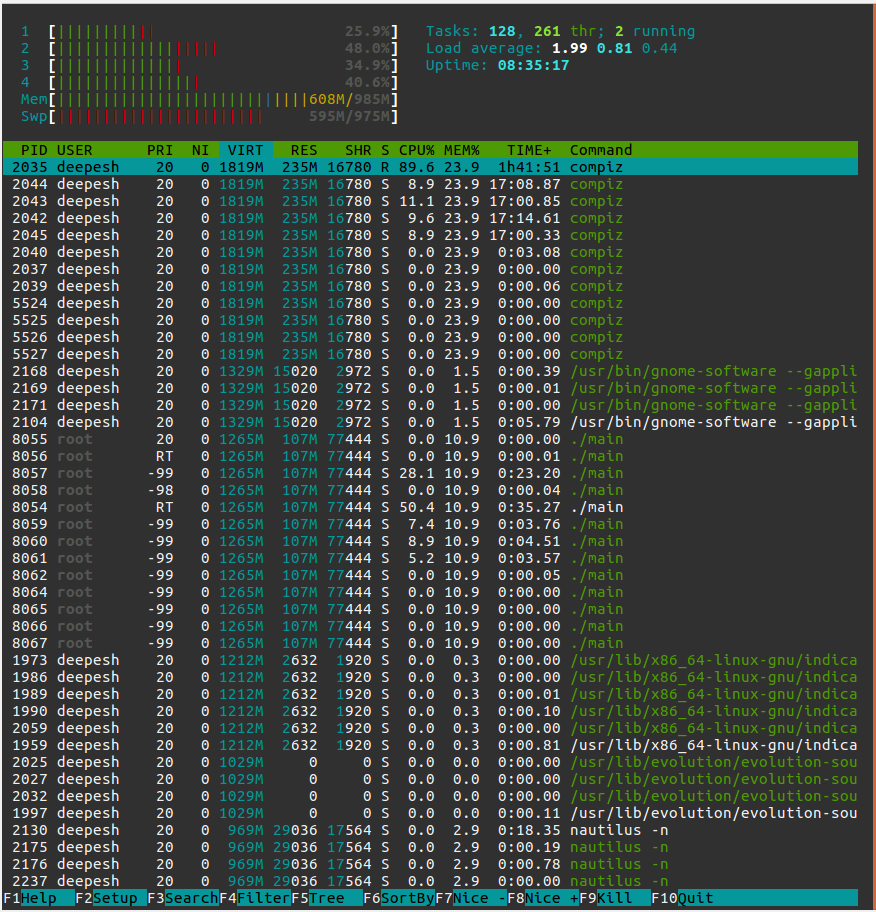 1 [||||||||||| 25.9%] Tasks: 128, 261 thr; 2 running
2 [|||||||||||||||||| 48.0%] Load average: 1.99 0.81 0.44
3 [|||||||||||||| 34.9%] Uptime: 08:35:17
4 [|||||||||||||||| 40.6%]
Mem[||||||||||||||||||||||||||||608M/985M]
Swp[||||||||||||||||||||||| 595M/975M]
PID USER PRI NI VIRT RES SHR S CPU% MEM% TIME+ Command
2035 deepesh 20 0 1819M 235M 16780 R 89.6 23.9 1h41:51 compiz
2044 deepesh 20 0 1819M 235M 16780 S 8.9 23.9 17:08.87 compiz
2043 deepesh 20 0 1819M 235M 16780 S 11.1 23.9 17:00.85 compiz
2042 deepesh 20 0 1819M 235M 16780 S 9.6 23.9 17:14.61 compiz
2045 deepesh 20 0 1819M 235M 16780 S 8.9 23.9 17:00.33 compiz
2040 deepesh 20 0 1819M 235M 16780 S 0.0 23.9 0:03.08 compiz
2037 deepesh 20 0 1819M 235M 16780 S 0.0 23.9 0:00.00 compiz
2039 deepesh 20 0 1819M 235M 16780 S 0.0 23.9 0:00.06 compiz
5524 deepesh 20 0 1819M 235M 16780 S 0.0 23.9 0:00.00 compiz
5525 deepesh 20 0 1819M 235M 16780 S 0.0 23.9 0:00.00 compiz
5526 deepesh 20 0 1819M 235M 16780 S 0.0 23.9 0:00.00 compiz
5527 deepesh 20 0 1819M 235M 16780 S 0.0 23.9 0:00.00 compiz
2168 deepesh 20 0 1329M 15020 2972 S 0.0 1.5 0:00.39 /usr/bin/gnome-software --gappli
2169 deepesh 20 0 1329M 15020 2972 S 0.0 1.5 0:00.01 /usr/bin/gnome-software --gappli
2171 deepesh 20 0 1329M 15020 2972 S 0.0 1.5 0:00.00 /usr/bin/gnome-software --gappli
2104 deepesh 20 0 1329M 15020 2972 S 0.0 1.5 0:05.79 /usr/bin/gnome-software --gappli
8055 root 20 0 1265M 107M 77444 S 0.0 10.9 0:00.00 ./main
8056 root RT 0 1265M 107M 77444 S 0.0 10.9 0:00.01 ./main
8057 root -99 0 1265M 107M 77444 S 28.1 10.9 0:23.20 ./main
8058 root -98 0 1265M 107M 77444 S 0.0 10.9 0:00.04 ./main
8054 root RT 0 1265M 107M 77444 S 50.4 10.9 0:35.27 ./main
8059 root -99 0 1265M 107M 77444 S 7.4 10.9 0:03.76 ./main
8060 root -99 0 1265M 107M 77444 S 8.9 10.9 0:04.51 ./main
8061 root -99 0 1265M 107M 77444 S 5.2 10.9 0:03.57 ./main
8062 root -99 0 1265M 107M 77444 S 0.0 10.9 0:00.05 ./main
8064 root -99 0 1265M 107M 77444 S 0.0 10.9 0:00.00 ./main
8065 root -99 0 1265M 107M 77444 S 0.0 10.9 0:00.00 ./main
8066 root -99 0 1265M 107M 77444 S 0.0 10.9 0:00.00 ./main
8067 root -99 0 1265M 107M 77444 S 0.0 10.9 0:00.00 ./main
1973 deepesh 20 0 1212M 2632 1920 S 0.0 0.3 0:00.00 /usr/lib/x86_64-linux-gnu/indica
1986 deepesh 20 0 1212M 2632 1920 S 0.0 0.3 0:00.00 /usr/lib/x86_64-linux-gnu/indica
1989 deepesh 20 0 1212M 2632 1920 S 0.0 0.3 0:00.01 /usr/lib/x86_64-linux-gnu/indica
1990 deepesh 20 0 1212M 2632 1920 S 0.0 0.3 0:00.10 /usr/lib/x86_64-linux-gnu/indica
2059 deepesh 20 0 1212M 2632 1920 S 0.0 0.3 0:00.00 /usr/lib/x86_64-linux-gnu/indica
1959 deepesh 20 0 1212M 2632 1920 S 0.0 0.3 0:00.81 /usr/lib/x86_64-linux-gnu/indica
2025 deepesh 20 0 1029M 0 0 S 0.0 0.0 0:00.00 /usr/lib/evolution/evolution-sou
2027 deepesh 20 0 1029M 0 0 S 0.0 0.0 0:00.00 /usr/lib/evolution/evolution-sou
2032 deepesh 20 0 1029M 0 0 S 0.0 0.0 0:00.00 /usr/lib/evolution/evolution-sou
1997 deepesh 20 0 1029M 0 0 S 0.0 0.0 0:00.11 /usr/lib/evolution/evolution-sou
2130 deepesh 20 0 969M 29036 17564 S 0.0 2.9 0:18.35 nautilus -n
2175 deepesh 20 0 969M 29036 17564 S 0.0 2.9 0:00.19 nautilus -n
2176 deepesh 20 0 969M 29036 17564 S 0.0 2.9 0:00.78 nautilus -n
2237 deepesh 20 0 969M 29036 17564 S 0.0 2.9 0:00.00 nautilus -n
F1Help F2Setup F3SearchF4FilterF5Tree F6SortByF7Nice -F8Nice +F9Kill F10Quit